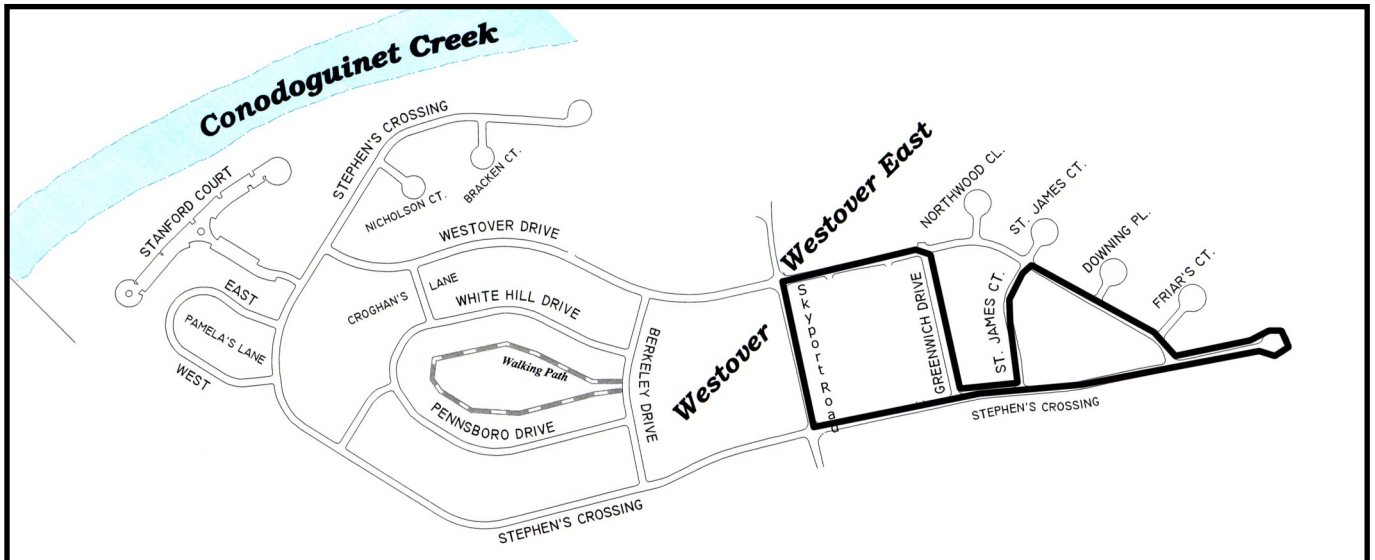 Conodoguinet Creek
STEPHEN'S CROSSING
BRACKEN CT.
NICHOLSON CT.
STANFORD COURT
WESTOVER DRIVE
Westover East
NORTHWOOD CL.
ST. JAMES CT.
DOWNING PL.
FRIAR'S CT.
EAST
PAMELA'S LANE
WEST
CROGHAN'S
LANE
WHITE HILL DRIVE
Walking Path
PENNSBORO DRIVE
BERKELEY DRIVE
Westover
Skyport Road
GREENWICH DRIVE
ST. JAMES CT.
STEPHEN'S CROSSING
STEPHEN'S CROSSING